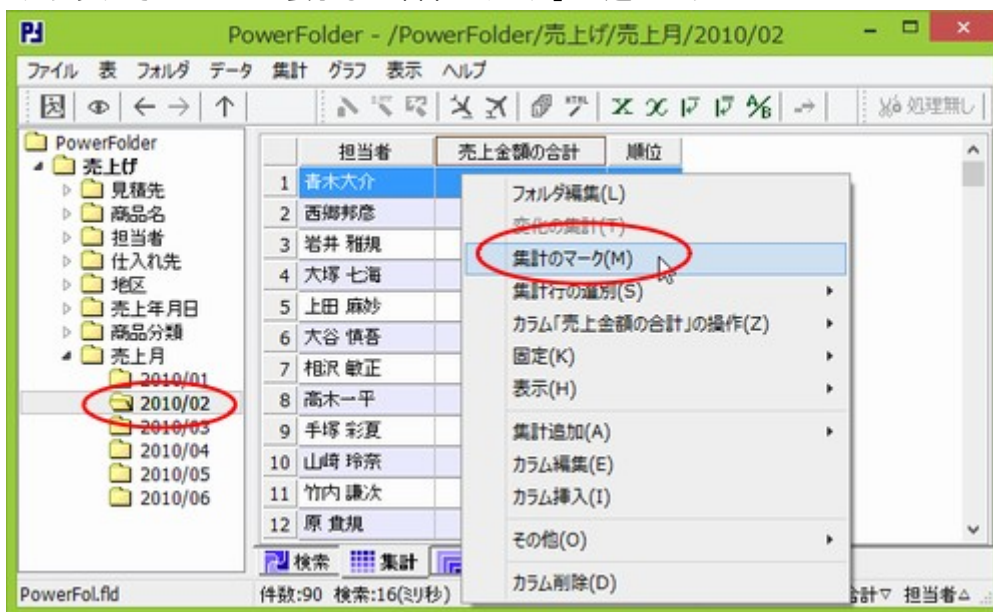 PowerFolder - /PowerFolder/売上げ/売上月/2010/02
ファイル 表 フォルダ データ 集計 グラフ 表示 ヘルプ
処理無し
PowerFolder
売上げ
見積先
商品名
担当者
仕入れ先
地区
売上年月日
商品分類
売上月
2010/01
2010/02
2010/03
2010/04
2010/05
2010/06
担当者 売上金額の合計 順位
1 青木大介
2 西郷邦彦
3 岩井 雅規
4 大塚 七海
5 上田 麻紗
6 大谷 慎吾
7 相沢 敏正
8 高木一平
9 手塚 彩夏
10 山崎 玲奈
11 竹内 謙次
12 原 貴規
フォルダ編集(L)
変化の集計(T)
集計のマーク(M)
集計行の選別(S)
カラム「売上金額の合計」の操作(Z)
固定(K)
表示(H)
集計追加(A)
カラム編集(E)
カラム挿入(I)
その他(O)
カラム削除(D)
検索 集計
PowerFol.fld 件数:90 検索:16(ミリ秒) 合計▽ 担当者△